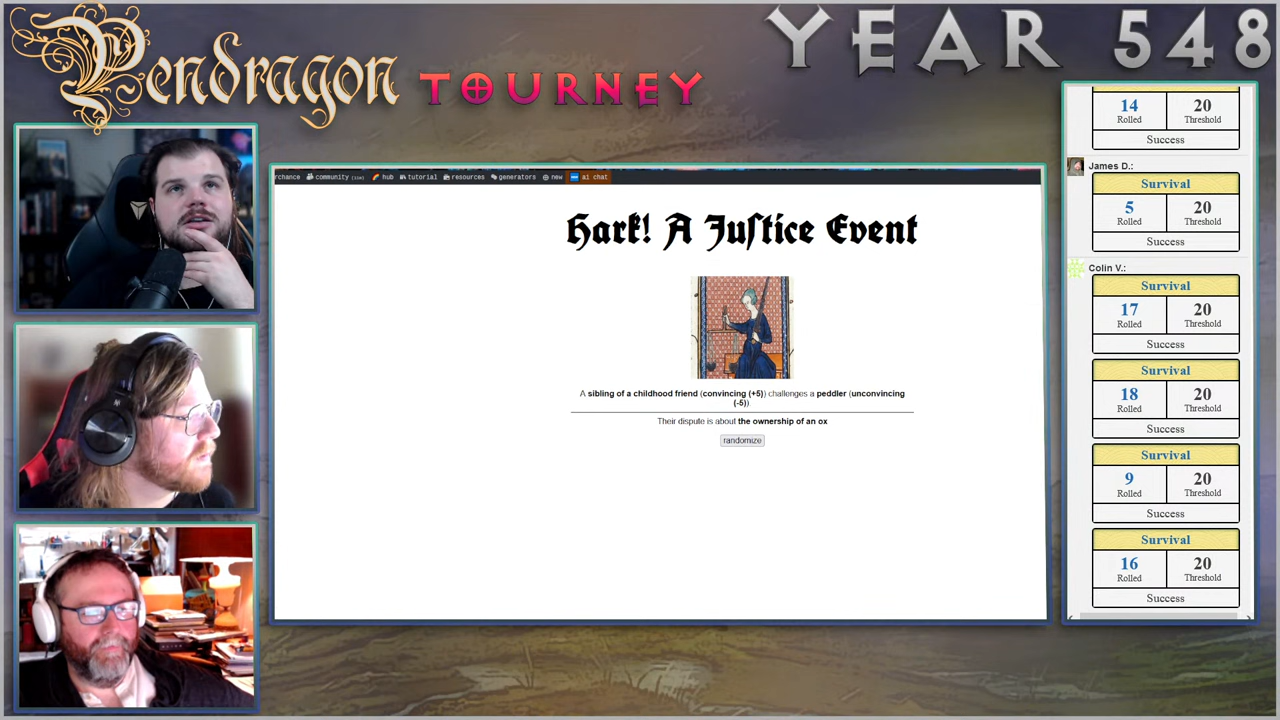 Pendragon TOURNEY
YEAR 548
rchance community hub tutorial resources generators new ai chat
Hark! A Justice Event
A sibling of a childhood friend (convincing (+5)) challenges a peddler (unconvincing
(-5))
Their dispute is about the ownership of an ox
randomize
14 20
Rolled Threshold
Success
James D.:
Survival
5 20
Rolled Threshold
Success
Colin V.:
Survival
17 20
Rolled Threshold
Success
Survival
18 20
Rolled Threshold
Success
Survival
9 20
Rolled Threshold
Success
Survival
16 20
Rolled Threshold
Success